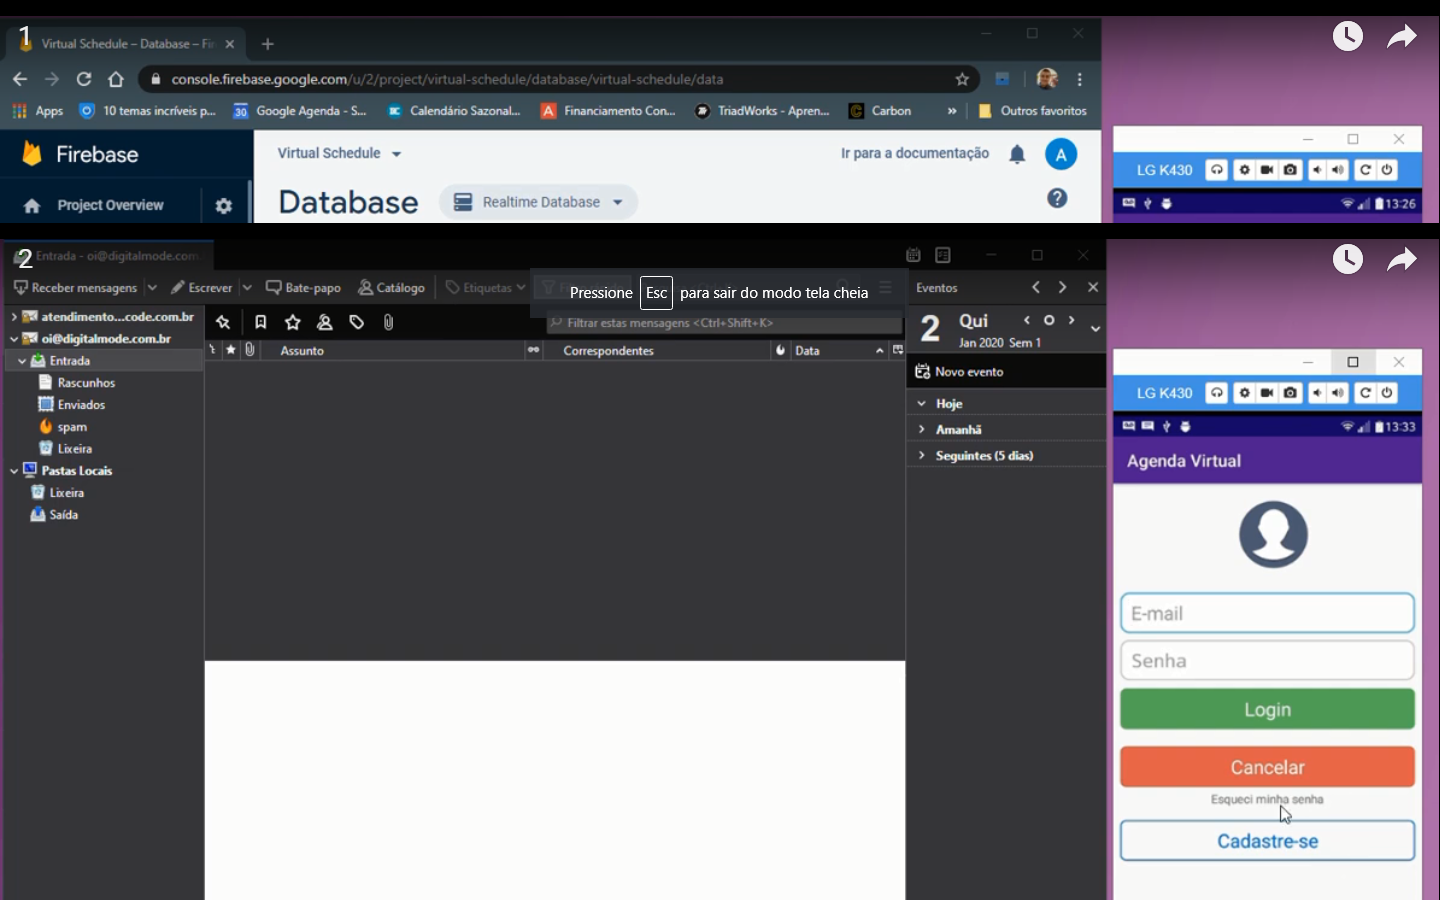 1
Virtual Schedule – Database – Fi
console.firebase.google.com/u/2/project/virtual-schedule/database/virtual-schedule/data
Apps
10 temas incríveis p...
30
Google Agenda - S...
Calendário Sazonal...
Financiamento Con...
TriadWorks - Apren...
Carbon
»
Outros favoritos
Firebase
Virtual Schedule
Ir para a documentação
A
Project Overview
Database
Realtime Database
LG K430
13:26
2
Entrada - oi@digitalmode.com
Receber mensagens
Escrever
Bate-papo
Catálogo
Etiquetas
Pressione Esc para sair do modo tela cheia
Eventos
atendimento...code.com.br
oi@digitalmode.com.br
Entrada
Rascunhos
Enviados
spam
Lixeira
Pastas Locais
Lixeira
Saída
Filtrar estas mensagens <Ctrl+Shift+K>
Assunto
Correspondentes
Data
2
Qui
Jan 2020 Sem 1
Novo evento
Hoje
Amanhã
Seguintes (5 dias)
LG K430
13:33
Agenda Virtual
E-mail
Senha
Login
Cancelar
Esqueci minha senha
Cadastre-se